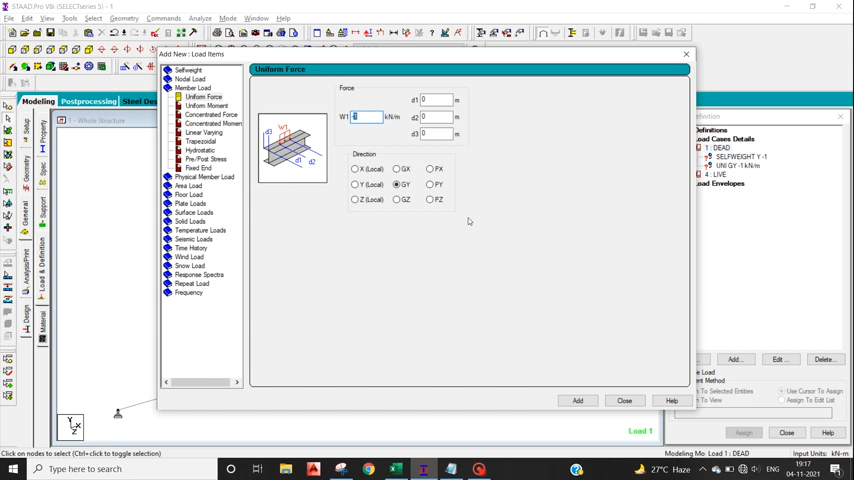 STAAD.Pro V8i (SELECTseries 5) - 1
File Edit View Tools Select Geometry Commands Analyze Mode Window Help
Modeling Postprocessing Steel Des
1 - Whole Structure
Setup
Geometry
General
Analysis/Print
Design
Property
Spec
Support
Load & Definition
Material
Add New : Load Items
Selfweight
Nodal Load
Member Load
Uniform Force
Uniform Moment
Concentrated Force
Concentrated Momen
Linear Varying
Trapezoidal
Hydrostatic
Pre/Post Stress
Fixed End
Physical Member Load
Area Load
Floor Load
Plate Loads
Surface Loads
Solid Loads
Temperature Loads
Seismic Loads
Time History
Wind Load
Snow Load
Response Spectra
Repeat Load
Frequency
Uniform Force
Force
W1 kN/m
d1 0 m
d2 0 m
d3 0 m
W1
d3
d1
d2
Direction
X (Local) GX PX
Y (Local) GY PY
Z (Local) GZ PZ
Add Close Help
Definition
Definitions
Load Cases Details
1 : DEAD
SELFWEIGHT Y -1
UNI GY -1 kN/m
4 : LIVE
Load Envelopes
Add... Edit ... Delete...
Load
Use Cursor To Assign
Assign To Edit List
Assign Close Help
Y
X
Z
Load 1
Click on nodes to select (Ctrl+click to toggle selection)
Modeling Mo Load 1 : DEAD Input Units: kN-m
Type here to search
27°C Haze
ENG
19:17
04-11-2021